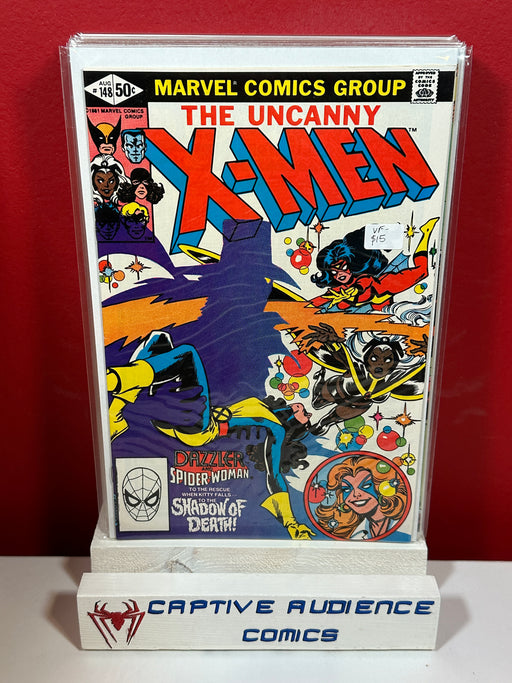 AUG
# 148
50¢
©1981 MARVEL COMICS
GROUP
MARVEL® COMICS GROUP
APPROVED
BY THE
COMICS
CODE
AUTHORITY
THE UNCANNY
X-MEN™
VF-
$15
DAZZLER
AND
SPIDER-WOMAN
TO THE RESCUE
WHEN KITTY FALLS...
TO THE
SHADOW OF
DEATH!
CAPTIVE AUDIENCE
COMICS